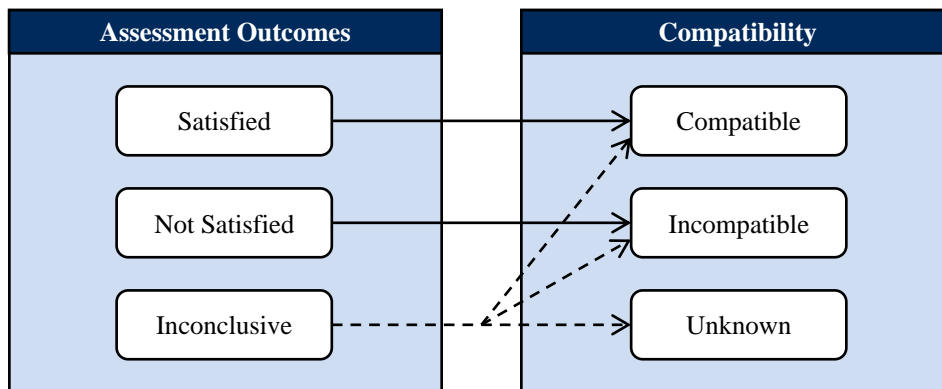 Assessment Outcomes
Satisfied
Not Satisfied
Inconclusive
Compatibility
Compatible
Incompatible
Unknown